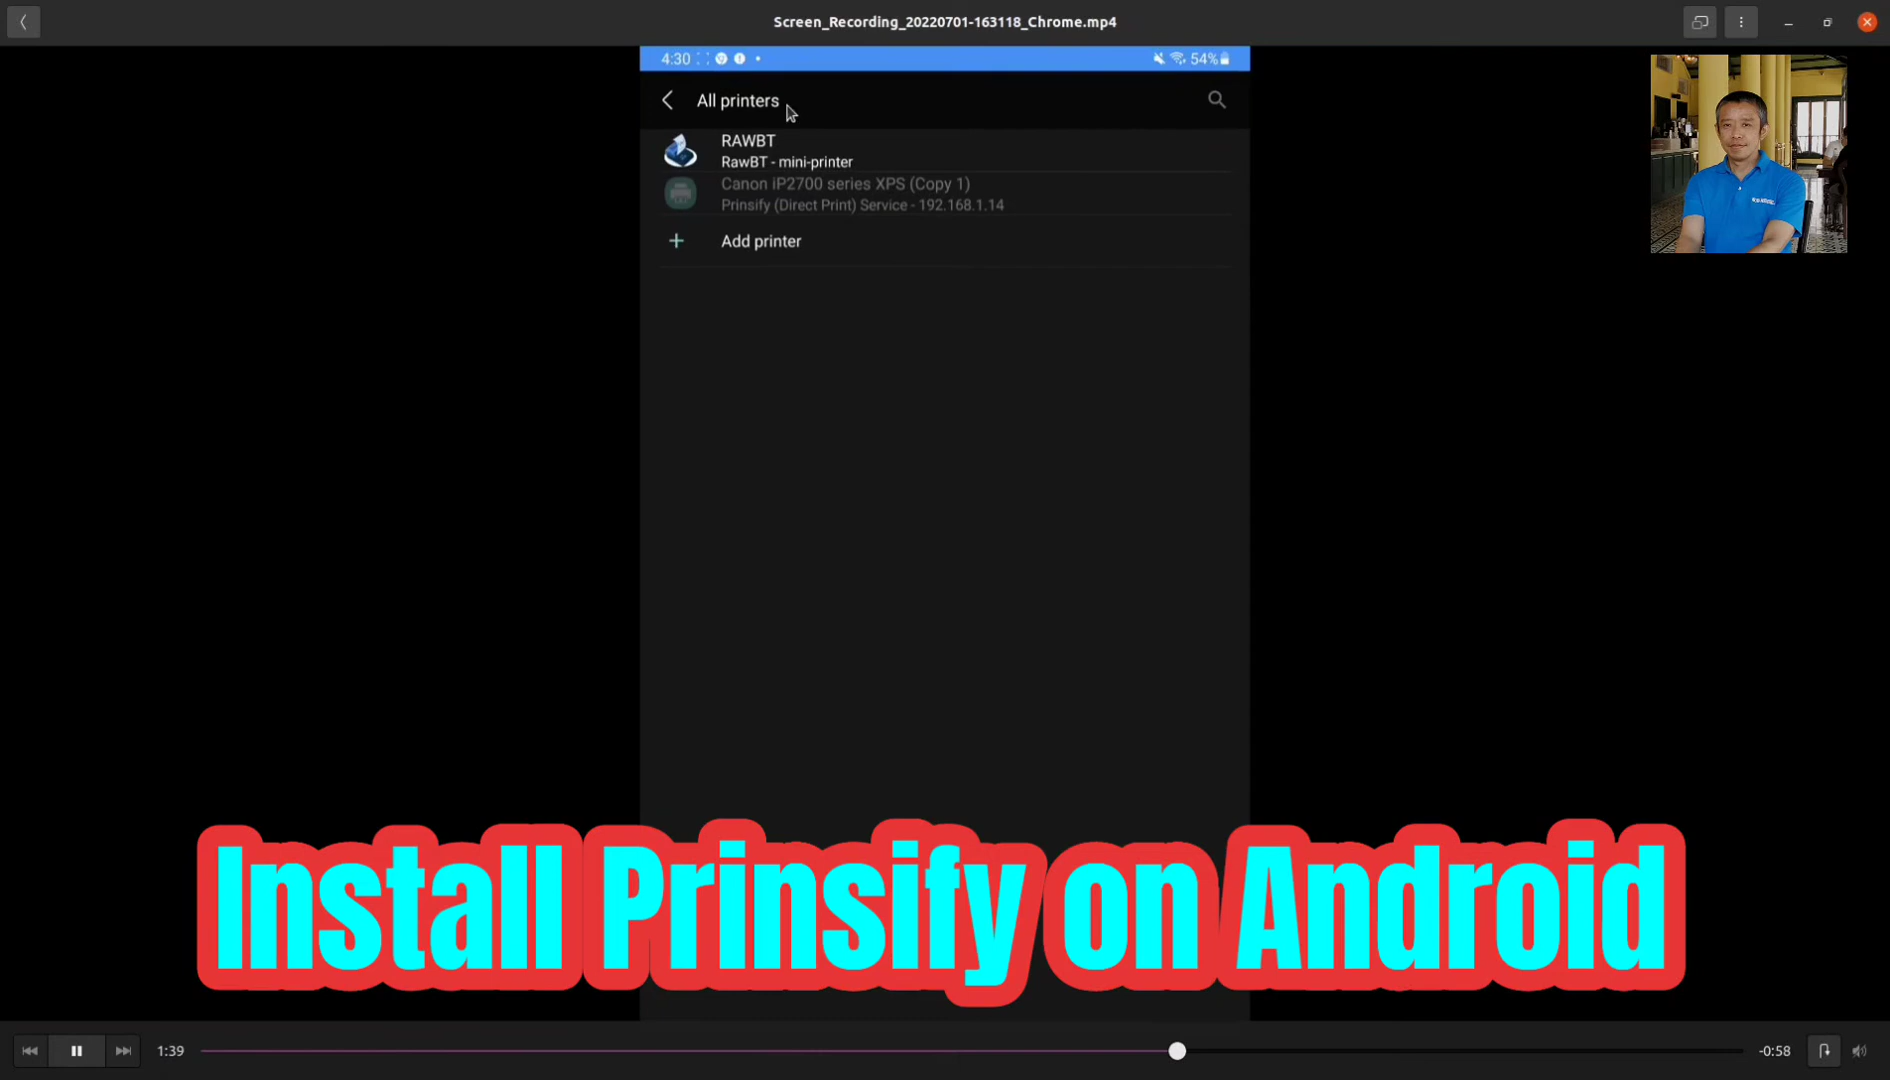 Screen_Recording_20220701-163118_Chrome.mp4
4:30
54%
All printers
RAWBT
RawBT - mini-printer
Canon iP2700 series XPS (Copy 1)
Prinsify (Direct Print) Service - 192.168.1.14
+ Add printer
Install Prinsify on Android
1:39
-0:58